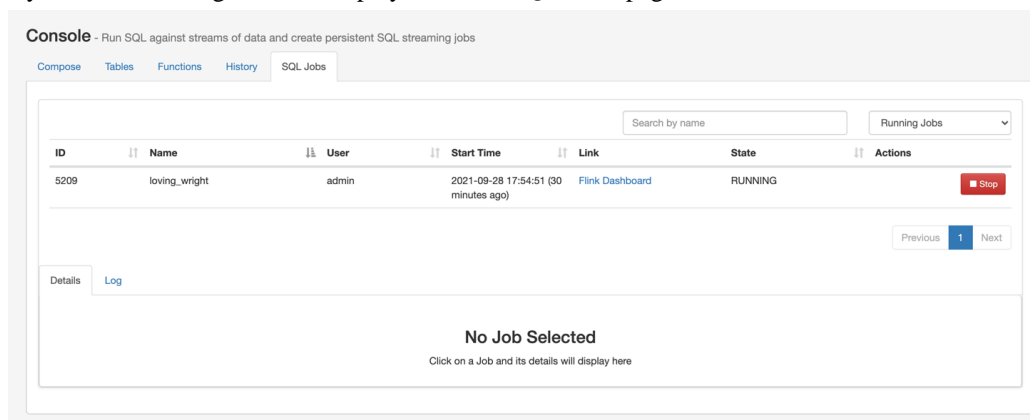 Console - Run SQL against streams of data and create persistent SQL streaming jobs
Compose Tables Functions History SQL Jobs
Search by name Running Jobs
ID Name User Start Time Link State Actions
5209 loving_wright admin 2021-09-28 17:54:51 (30 Flink Dashboard RUNNING Stop
minutes ago)
Previous 1 Next
Details Log
No Job Selected
Click on a Job and its details will display here